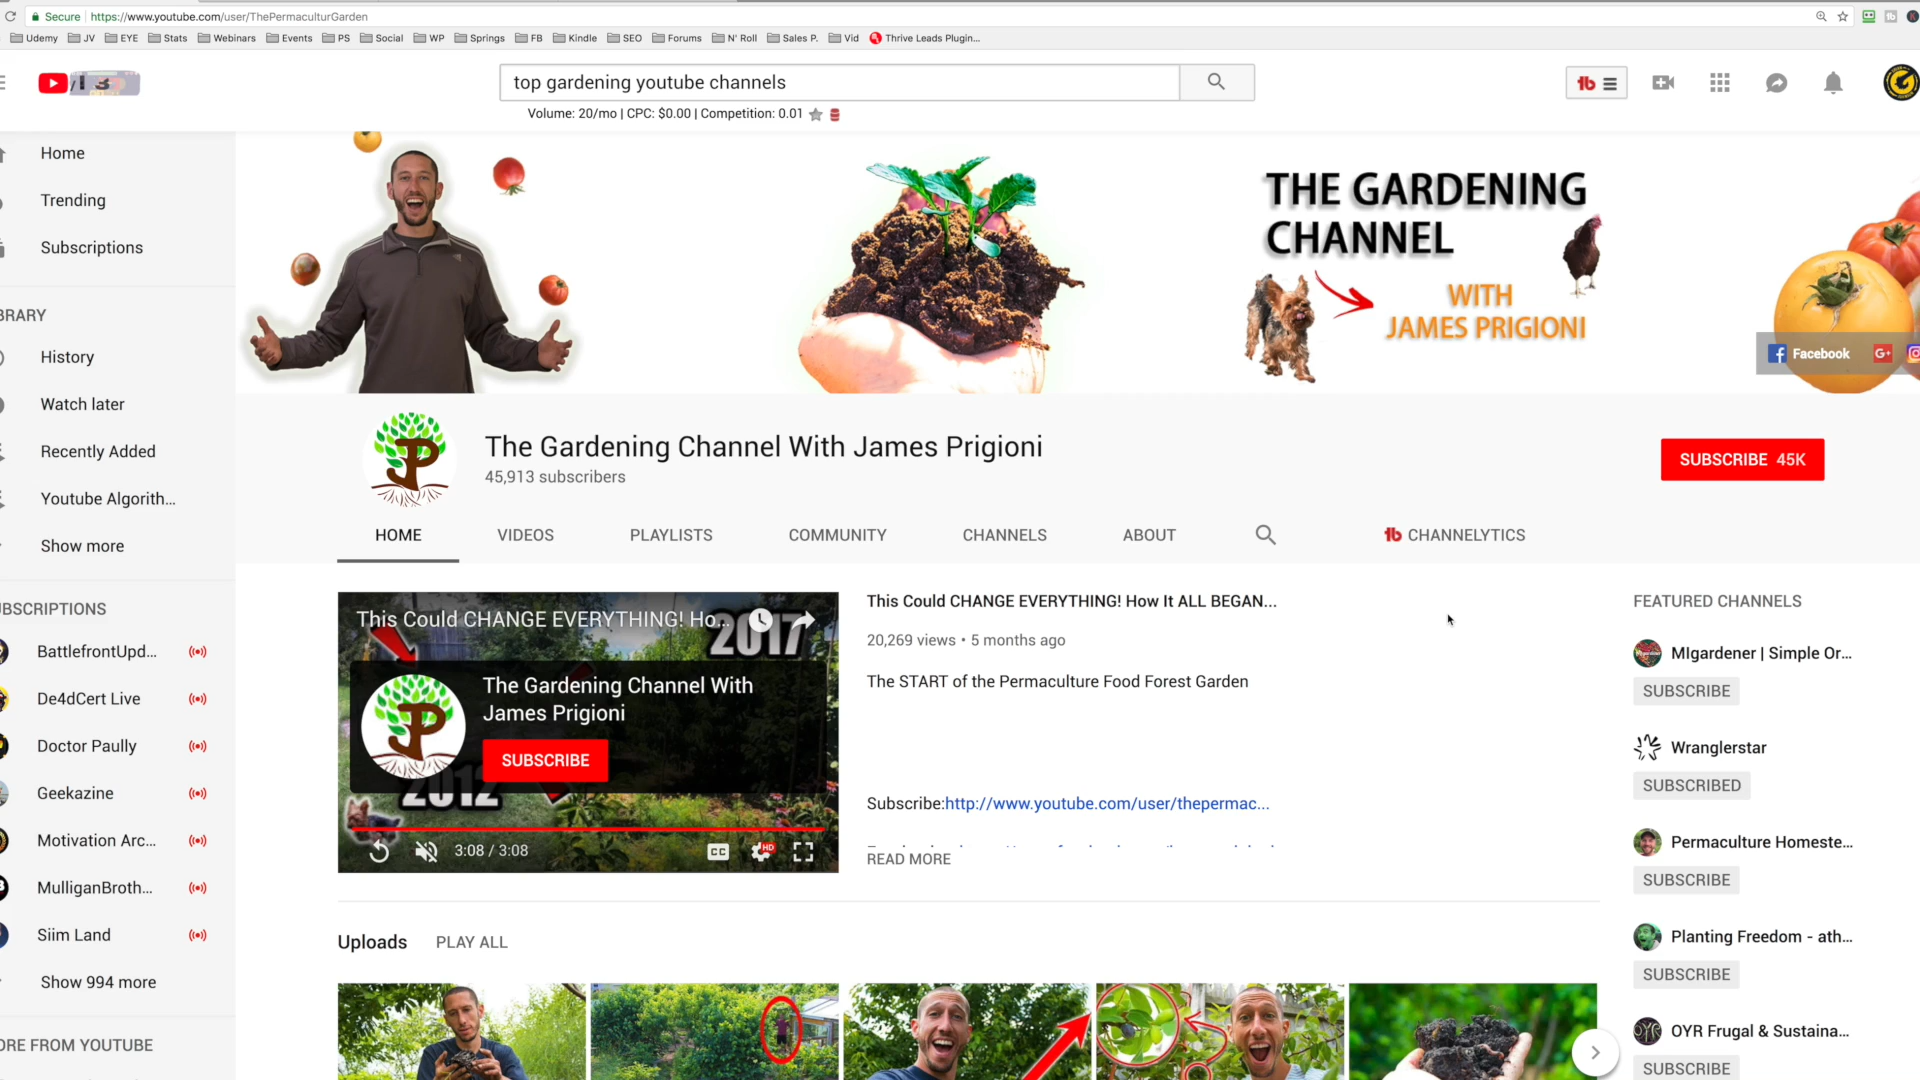 Secure https://www.youtube.com/user/ThePermaculturGarden
Udemy JV EYE Stats Webinars Events PS Social WP Springs FB Kindle SEO Forums N' Roll Sales P. Vid Thrive Leads Plugin...
top gardening youtube channels
Volume: 20/mo | CPC: $0.00 | Competition: 0.01
tb
Home
Trending
Subscriptions
BRARY
History
Watch later
Recently Added
Youtube Algorith...
Show more
UBSCRIPTIONS
BattlefrontUpd...
De4dCert Live
Doctor Paully
Geekazine
Motivation Arc...
MulliganBroth...
Siim Land
Show 994 more
ORE FROM YOUTUBE
THE GARDENING
CHANNEL
WITH
JAMES PRIGIONI
Facebook G+
The Gardening Channel With James Prigioni
45,913 subscribers
SUBSCRIBE 45K
HOME VIDEOS PLAYLISTS COMMUNITY CHANNELS ABOUT tb CHANNELYTICS
This Could CHANGE EVERYTHING! Ho...
2017
The Gardening Channel With
James Prigioni
SUBSCRIBE
2012
3:08 / 3:08 CC HD
This Could CHANGE EVERYTHING! How It ALL BEGAN...
20,269 views • 5 months ago
The START of the Permaculture Food Forest Garden
Subscribe:http://www.youtube.com/user/thepermac...
READ MORE
Uploads PLAY ALL
FEATURED CHANNELS
MIgardener | Simple Or...
SUBSCRIBE
Wranglerstar
SUBSCRIBED
Permaculture Homeste...
SUBSCRIBE
Planting Freedom - ath...
SUBSCRIBE
OYR Frugal & Sustaina...
SUBSCRIBE